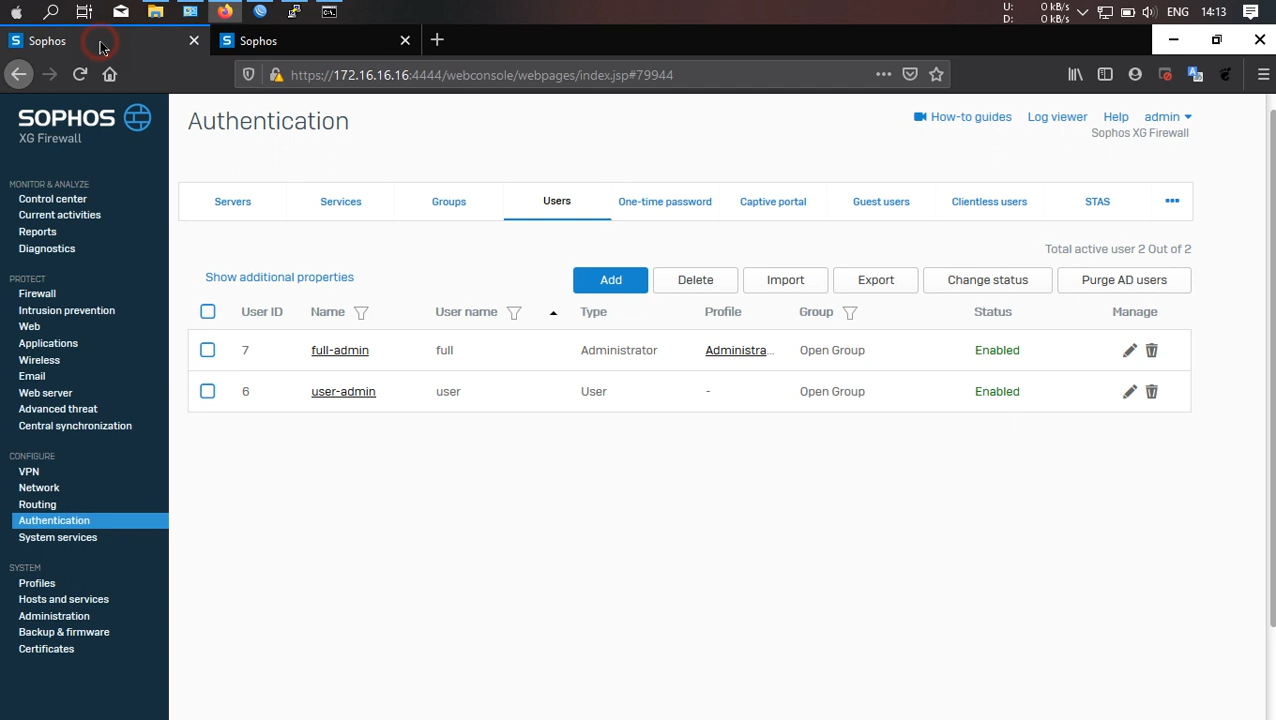 U: 0 kB/s 0 kB/s ENG 14:13
D: 0 kB/s 0 kB/s
S Sophos S Sophos
https://172.16.16.16:4444/webconsole/webpages/index.jsp#79944
SOPHOS
XG Firewall
Authentication
How-to guides Log viewer Help admin
Sophos XG Firewall
MONITOR & ANALYZE
Control center
Current activities
Reports
Diagnostics
PROTECT
Firewall
Intrusion prevention
Web
Applications
Wireless
Email
Web server
Advanced threat
Central synchronization
CONFIGURE
VPN
Network
Routing
Authentication
System services
SYSTEM
Profiles
Hosts and services
Administration
Backup & firmware
Certificates
Servers Services Groups Users One-time password Captive portal Guest users Clientless users STAS
Total active user 2 Out of 2
Show additional properties Add Delete Import Export Change status Purge AD users
User ID Name User name Type Profile Group Status Manage
7 full-admin full Administrator Administra... Open Group Enabled
6 user-admin user User - Open Group Enabled